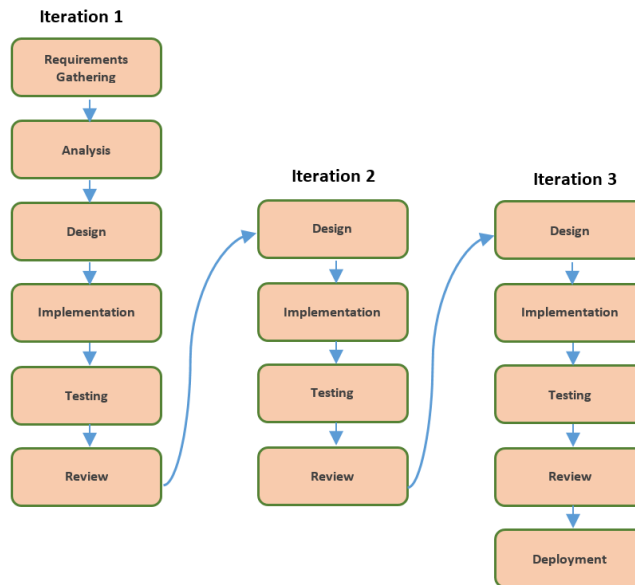 Iteration 1
Requirements
Gathering
Analysis
Design
Implementation
Testing
Review
Iteration 2
Design
Implementation
Testing
Review
Iteration 3
Design
Implementation
Testing
Review
Deployment